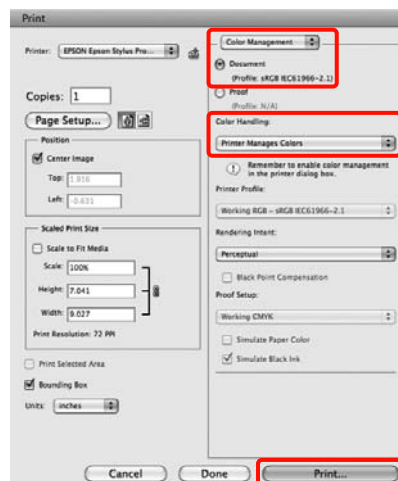 Print
Printer: EPSON Epson Stylus Pro...
Copies: 1
Page Setup...
Position
Center Image
Top: 1.916
Left: -0.631
Scaled Print Size
Scale to Fit Media
Scale: 100%
Height: 7.041
Width: 9.027
Print Resolution: 72 PPI
Print Selected Area
Bounding Box
Units: inches
Color Management
Document
(Profile: sRGB IEC61966-2.1)
Proof
(Profile: N/A)
Color Handling:
Printer Manages Colors
Remember to enable color management
in the printer dialog box.
Printer Profile:
Working RGB - sRGB IEC61966-2.1
Rendering Intent:
Perceptual
Black Point Compensation
Proof Setup:
Working CMYK
Simulate Paper Color
Simulate Black Ink
Cancel
Done
Print...